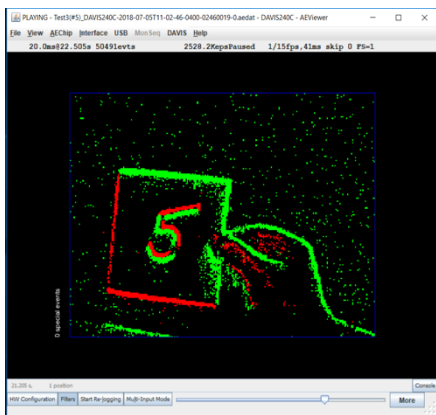 PLAYING - Test3(#5)_DAVIS240C-2018-07-05T11-02-46-0400-02460019-0.aedat - DAVIS240C - AEViewer
File View AEChip Interface USB MonSeq DAVIS Help
20.0ms@22.505s 50491evts 2528.2KepsPaused 1/15fps,41ms skip 0 FS=1
5
0 special events
21.205 s, 1 position Console
HW Configuration Filters Start Re-logging Multi-Input Mode More